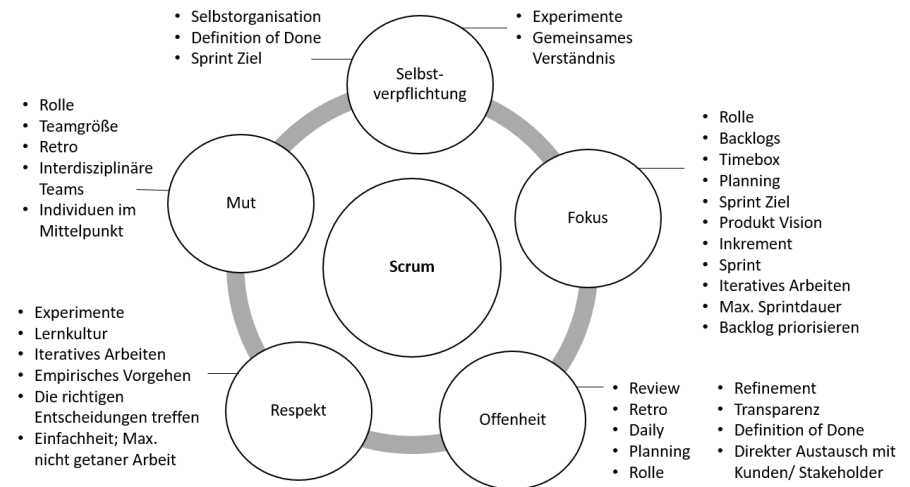 • Selbstorganisation
• Definition of Done
• Sprint Ziel
• Experimente
• Gemeinsames
Verständnis
Selbst-
verpflichtung
• Rolle
• Teamgröße
• Retro
• Interdisziplinäre
Teams
• Individuen im
Mittelpunkt
Mut
Fokus
• Rolle
• Backlogs
• Timebox
• Planning
• Sprint Ziel
• Produkt Vision
• Inkrement
• Sprint
• Iteratives Arbeiten
• Max. Sprintdauer
• Backlog priorisieren
Scrum
• Experimente
• Lernkultur
• Iteratives Arbeiten
• Empirisches Vorgehen
• Die richtigen
Entscheidungen treffen
• Einfachheit; Max.
nicht getaner Arbeit
Respekt
Offenheit
• Review
• Retro
• Daily
• Planning
• Rolle
• Refinement
• Transparenz
• Definition of Done
• Direkter Austausch mit
Kunden/ Stakeholder